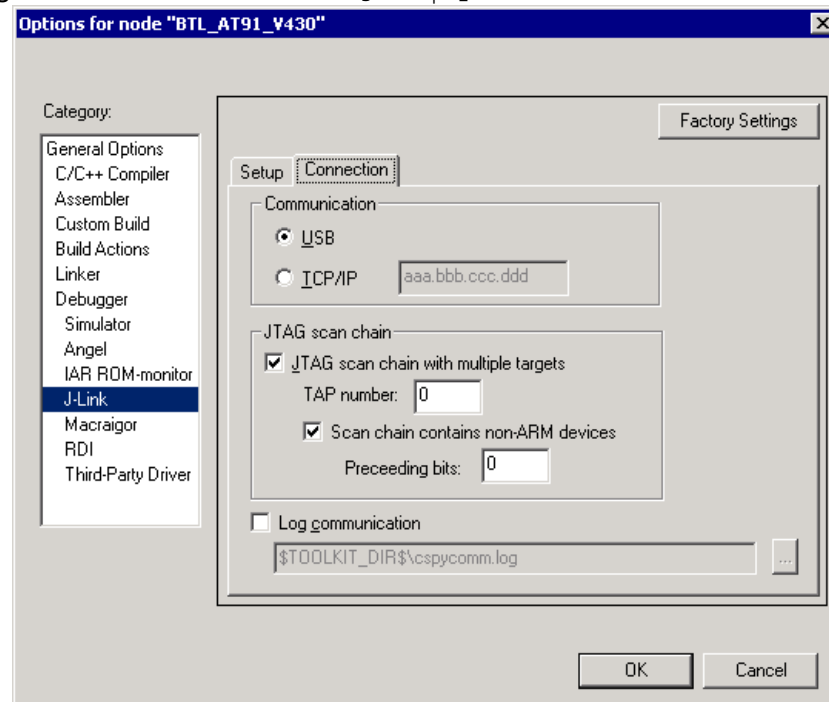 Options for node "BTL_AT91_V430"
Category:
Factory Settings
General Options
C/C++ Compiler
Assembler
Custom Build
Build Actions
Linker
Debugger
Simulator
Angel
IAR ROM-monitor
J-Link
Macraigor
RDI
Third-Party Driver
Setup
Connection
Communication
USB
TCP/IP
aaa.bbb.ccc.ddd
JTAG scan chain
JTAG scan chain with multiple targets
TAP number: 0
Scan chain contains non-ARM devices
Preceeding bits: 0
Log communication
$TOOLKIT_DIR$\cspycomm.log
...
OK
Cancel